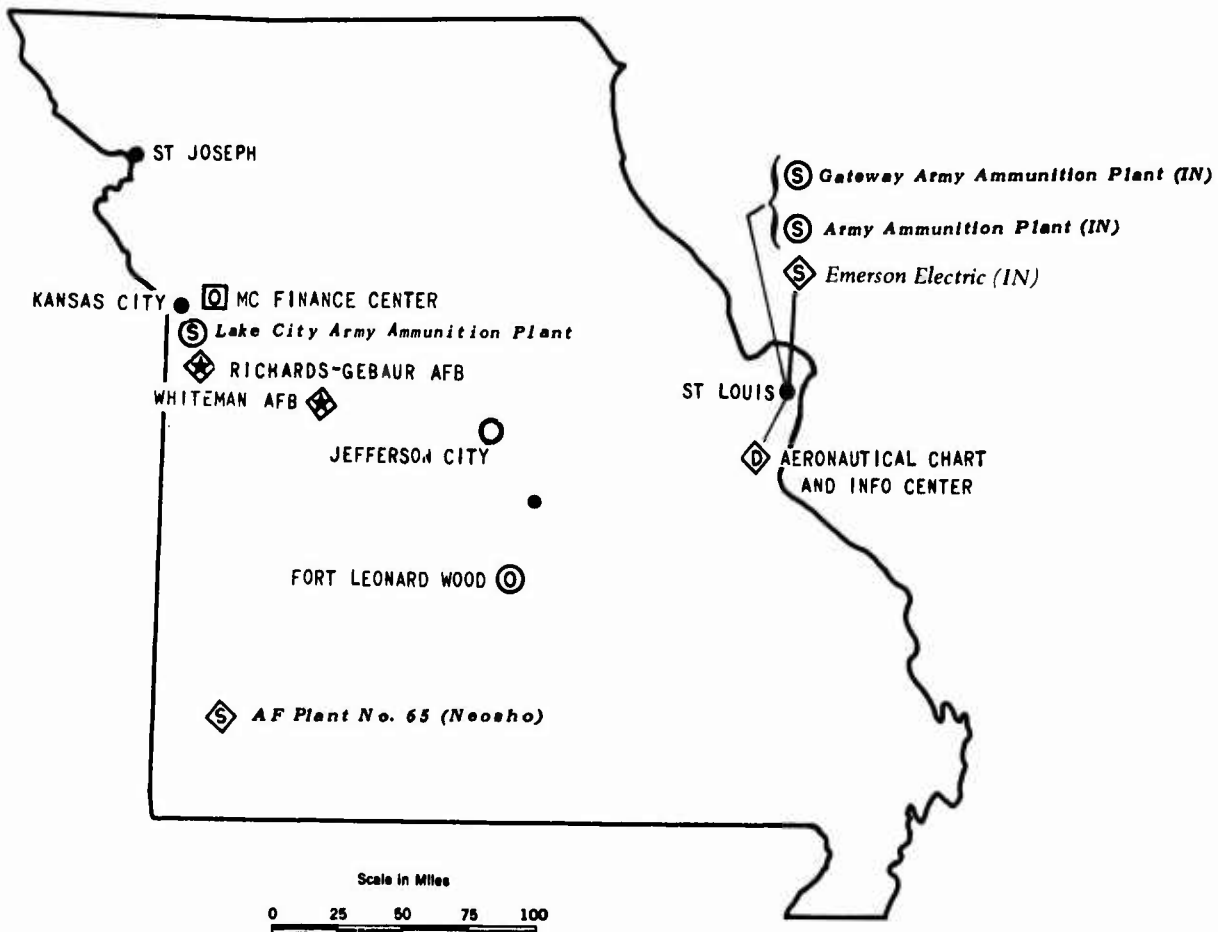 ST JOSEPH
S Gateway Army Ammunition Plant (IN)
S Army Ammunition Plant (IN)
S Emerson Electric (IN)
KANSAS CITY
O MC FINANCE CENTER
S Lake City Army Ammunition Plant
RICHARDS-GEBAUR AFB
WHITEMAN AFB
ST LOUIS
JEFFERSON CITY
D AERONAUTICAL CHART
AND INFO CENTER
FORT LEONARD WOOD O
S AF Plant No. 65 (Neosho)
Scale in Miles
0 25 50 75 100